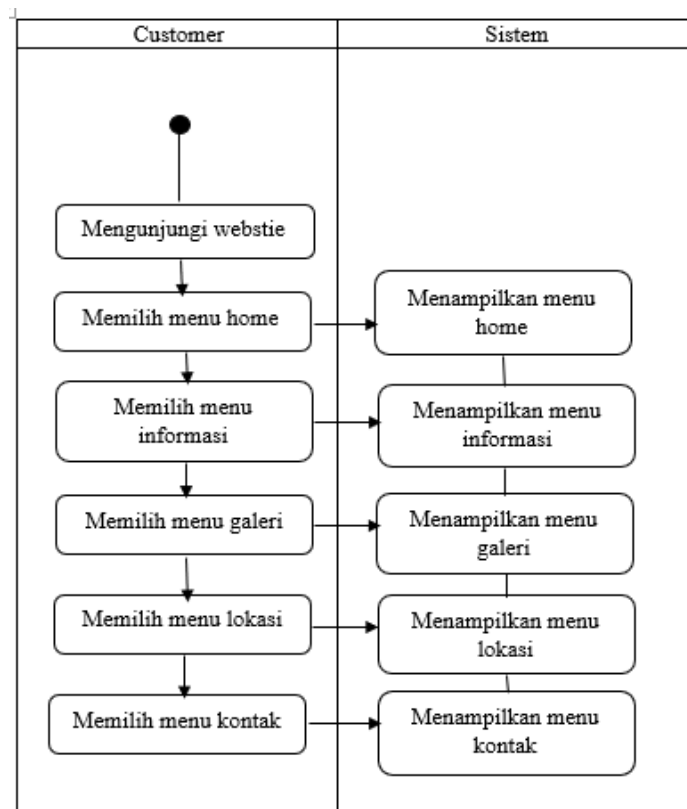 Customer
Sistem
Mengunjungi webstie
Memilih menu home
Menampilkan menu
home
Memilih menu
informasi
Menampilkan menu
informasi
Memilih menu galeri
Menampilkan menu
galeri
Memilih menu lokasi
Menampilkan menu
lokasi
Memilih menu kontak
Menampilkan menu
kontak